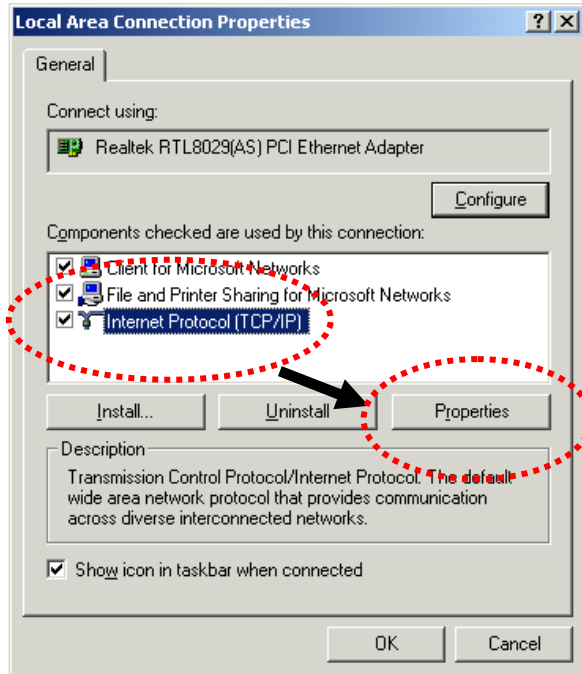 Local Area Connection Properties
General
Connect using:
Realtek RTL8029(AS) PCI Ethernet Adapter
Configure
Components checked are used by this connection:
Client for Microsoft Networks
File and Printer Sharing for Microsoft Networks
Internet Protocol (TCP/IP)
Install...
Uninstall
Properties
Description
Transmission Control Protocol/Internet Protocol. The default
wide area network protocol that provides communication
across diverse interconnected networks.
Show icon in taskbar when connected
OK
Cancel